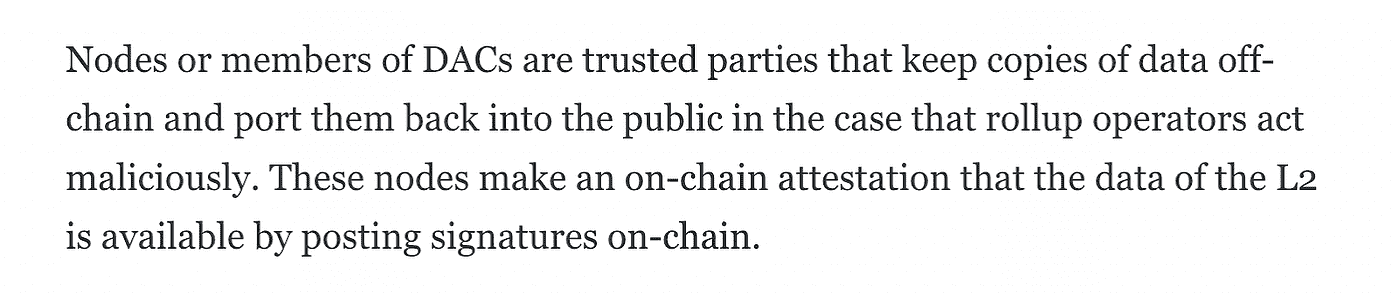 Nodes or members of DACs are trusted parties that keep copies of data off-
chain and port them back into the public in the case that rollup operators act
maliciously. These nodes make an on-chain attestation that the data of the L2
is available by posting signatures on-chain.